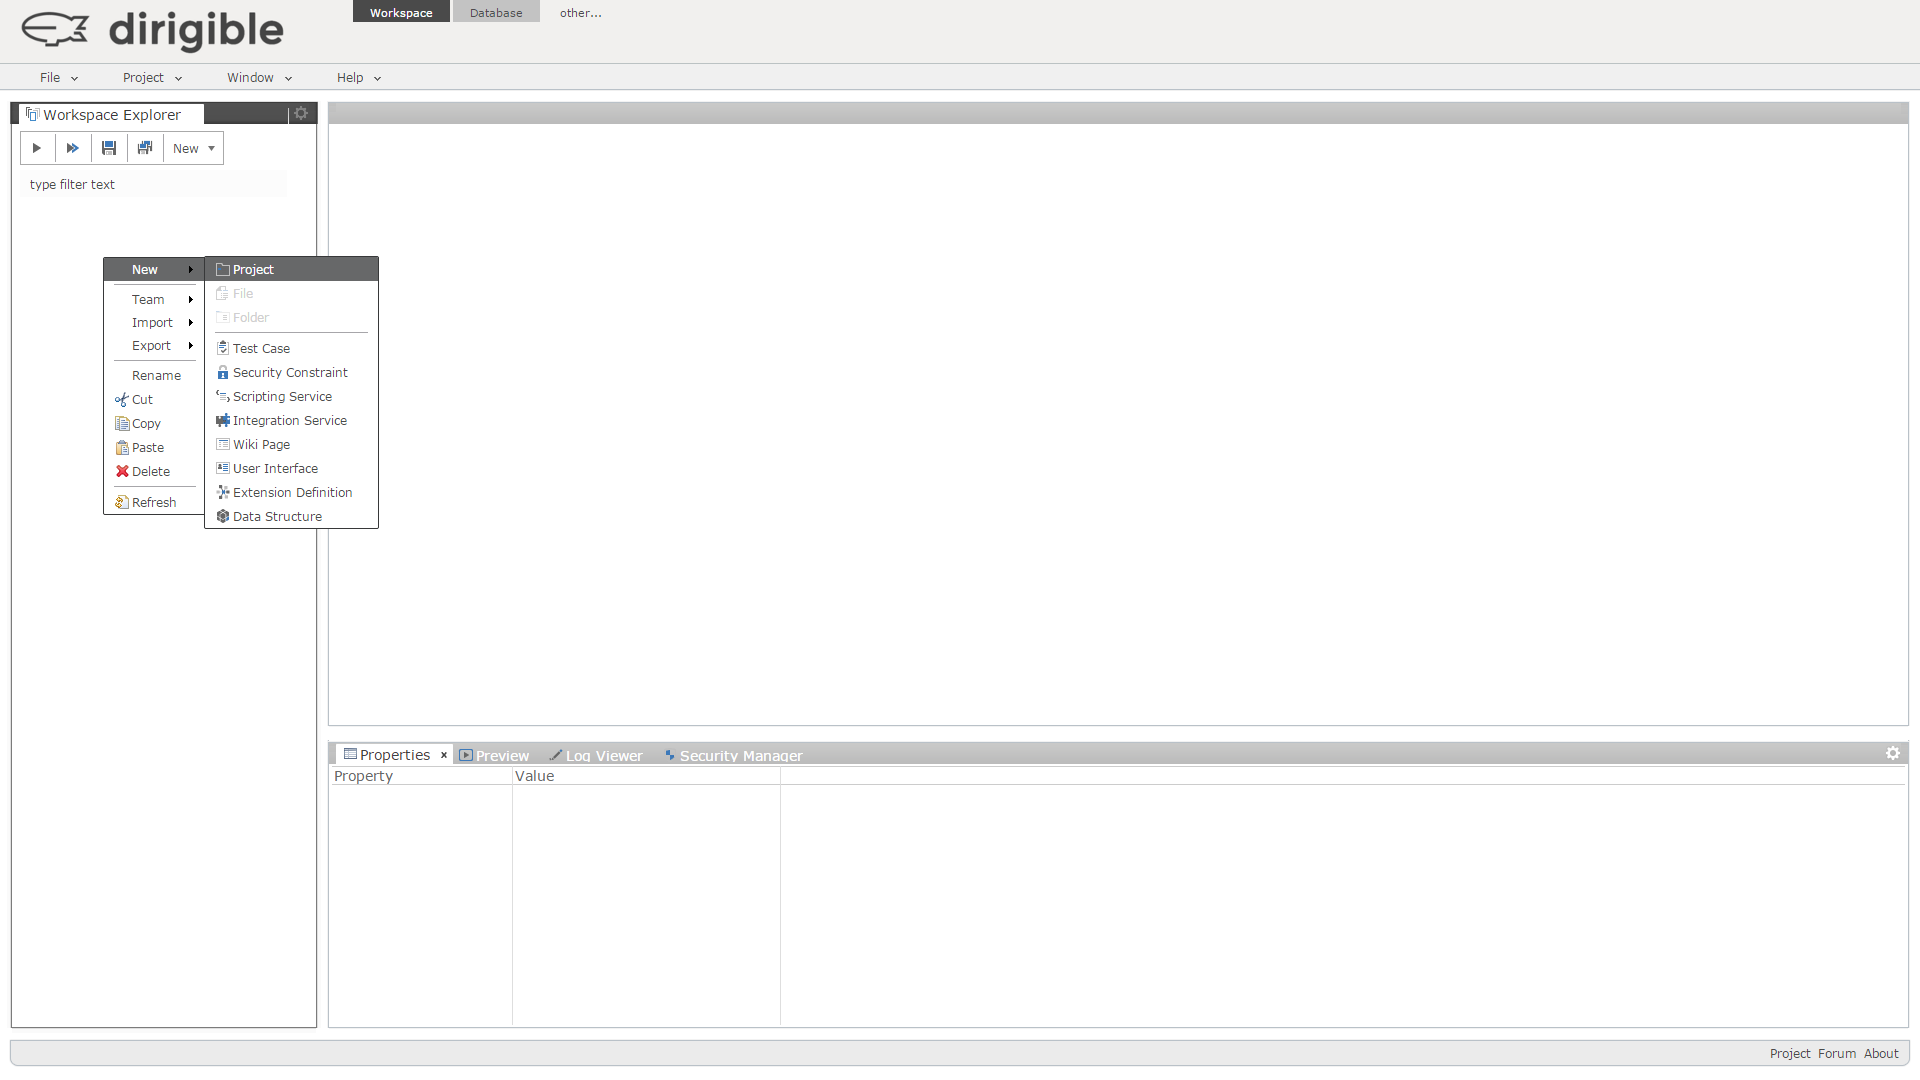 dirigible
Workspace
Database
other...
File
Project
Window
Help
Workspace Explorer
New
type filter text
New
Team
Import
Export
Rename
Cut
Copy
Paste
Delete
Refresh
Project
File
Folder
Test Case
Security Constraint
Scripting Service
Integration Service
Wiki Page
User Interface
Extension Definition
Data Structure
Properties
Preview
Log Viewer
Security Manager
Property
Value
Project Forum About